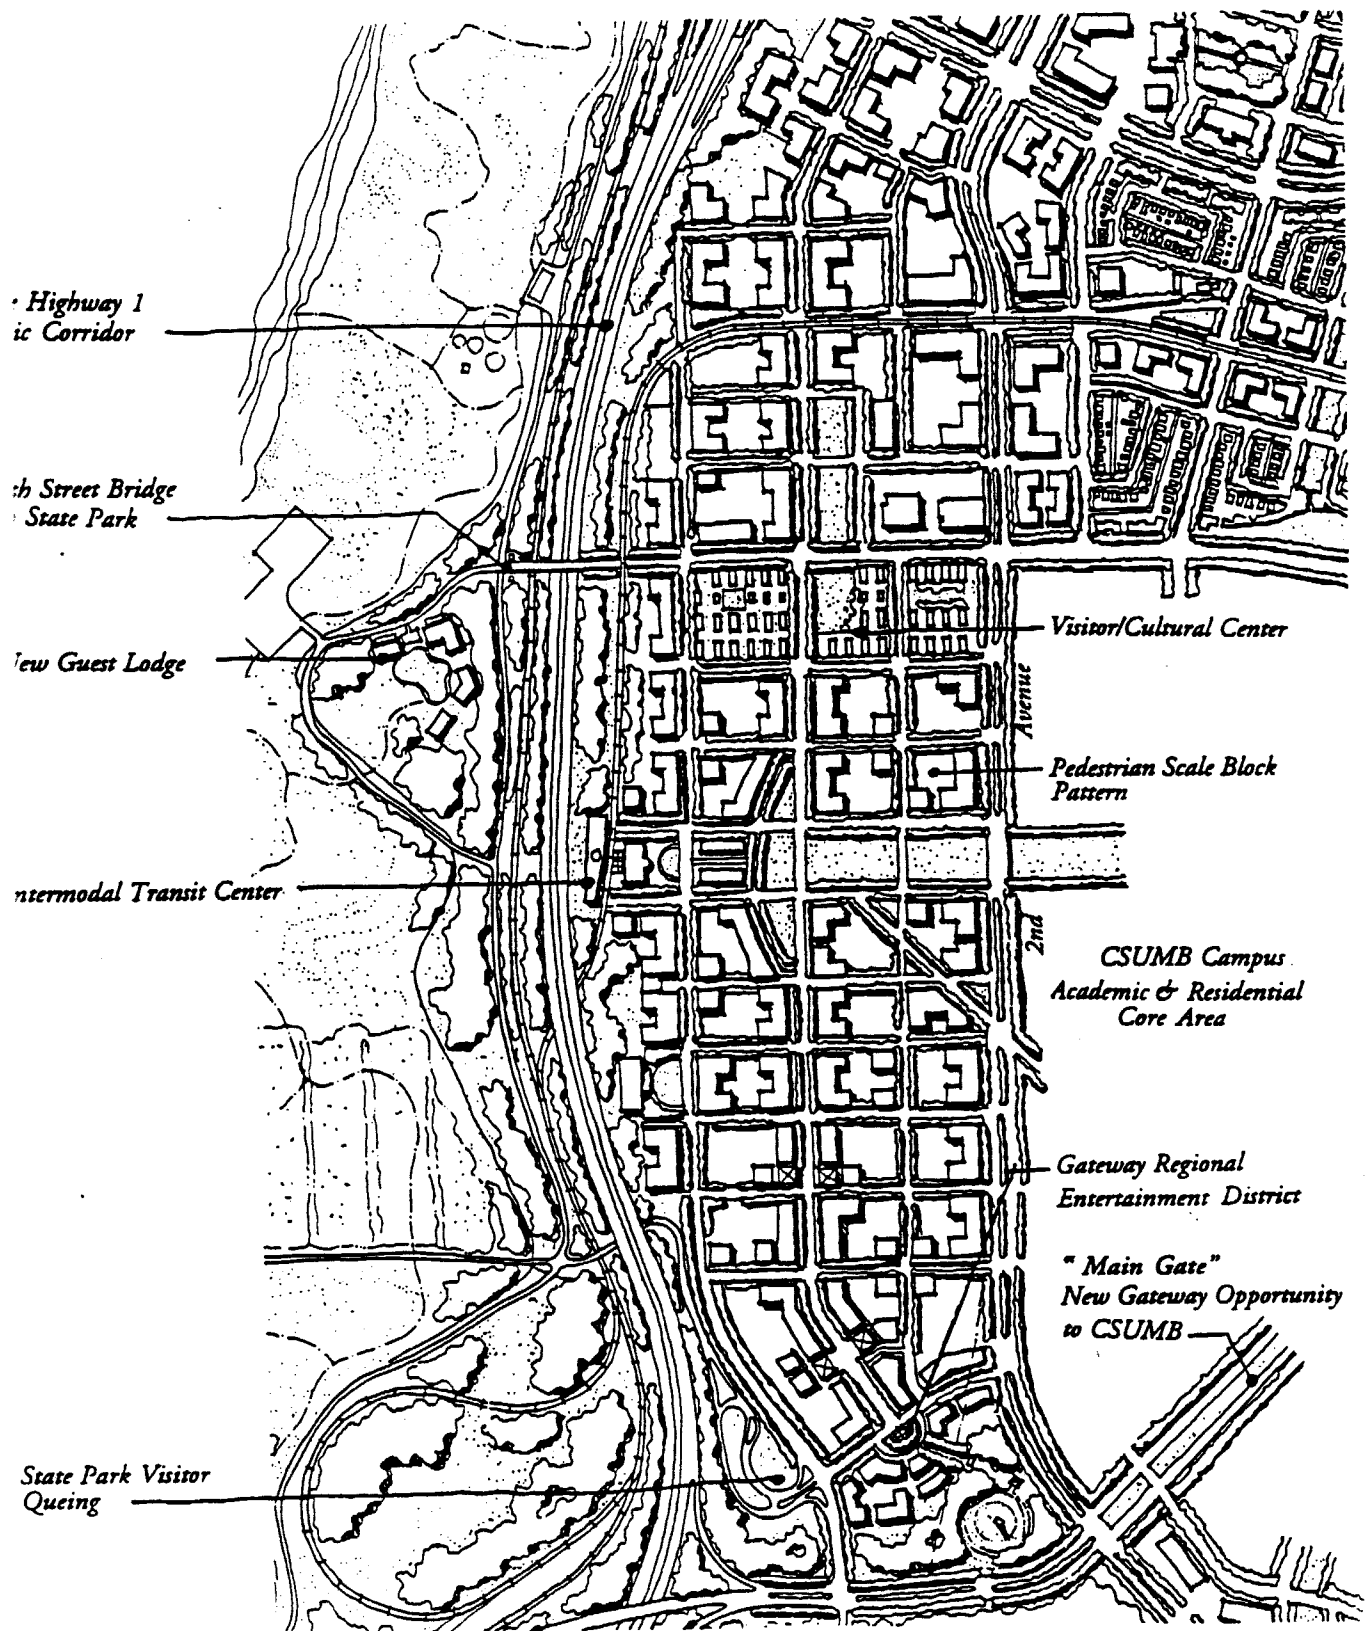 Highway 1
ic Corridor
h Street Bridge
State Park
ew Guest Lodge
Visitor/Cultural Center
Avenue
Pedestrian Scale Block
Pattern
ntermodal Transit Center
2nd
CSUMB Campus
Academic & Residential
Core Area
Gateway Regional
Entertainment District
"Main Gate"
New Gateway Opportunity
to CSUMB
State Park Visitor
Queing